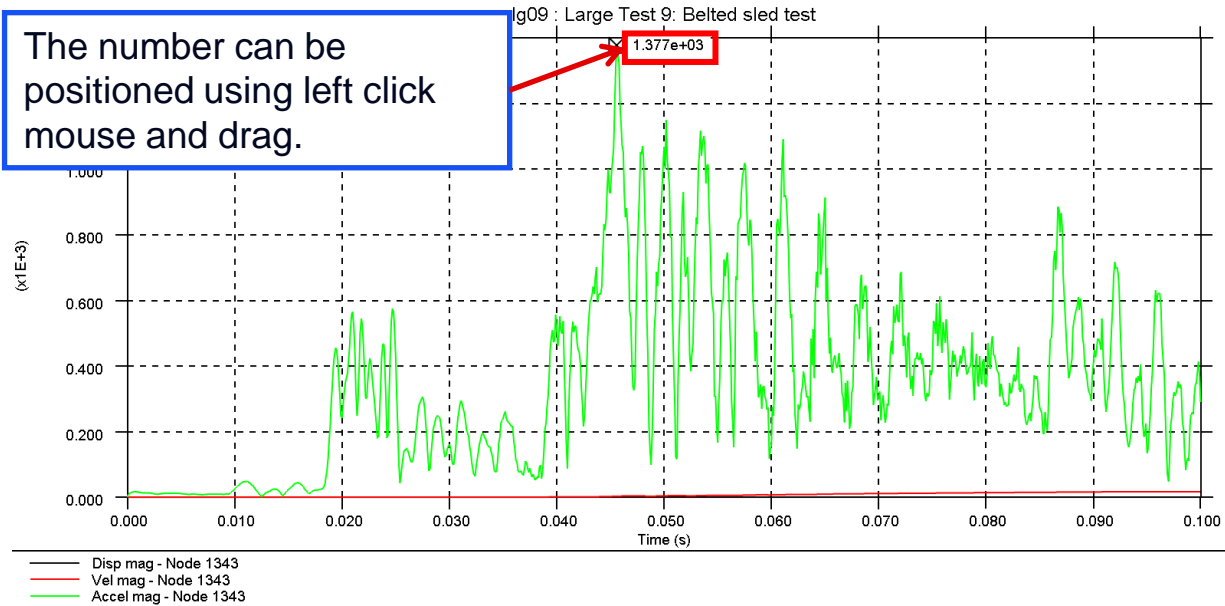 lg09 : Large Test 9: Belted sled test
The number can be
positioned using left click
mouse and drag.
1.377e+03
1.000
0.800
(x1E+3)
0.600
0.400
0.200
0.000
0.000 0.010 0.020 0.030 0.040 0.050 0.060 0.070 0.080 0.090 0.100
Time (s)
Disp mag - Node 1343
Vel mag - Node 1343
Accel mag - Node 1343